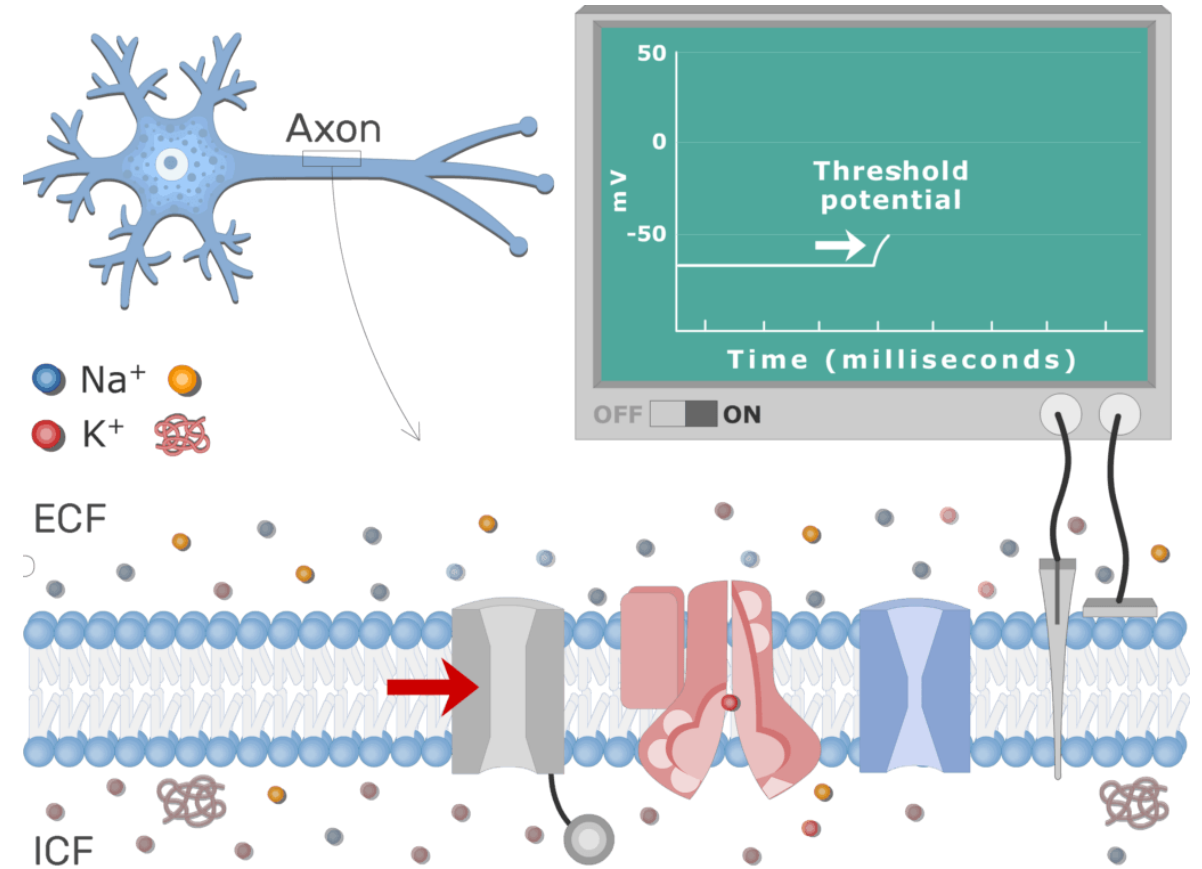 Axon
Na⁺
K⁺
50
0
-50
mV
Threshold
potential
Time (milliseconds)
OFF ON
ECF
ICF